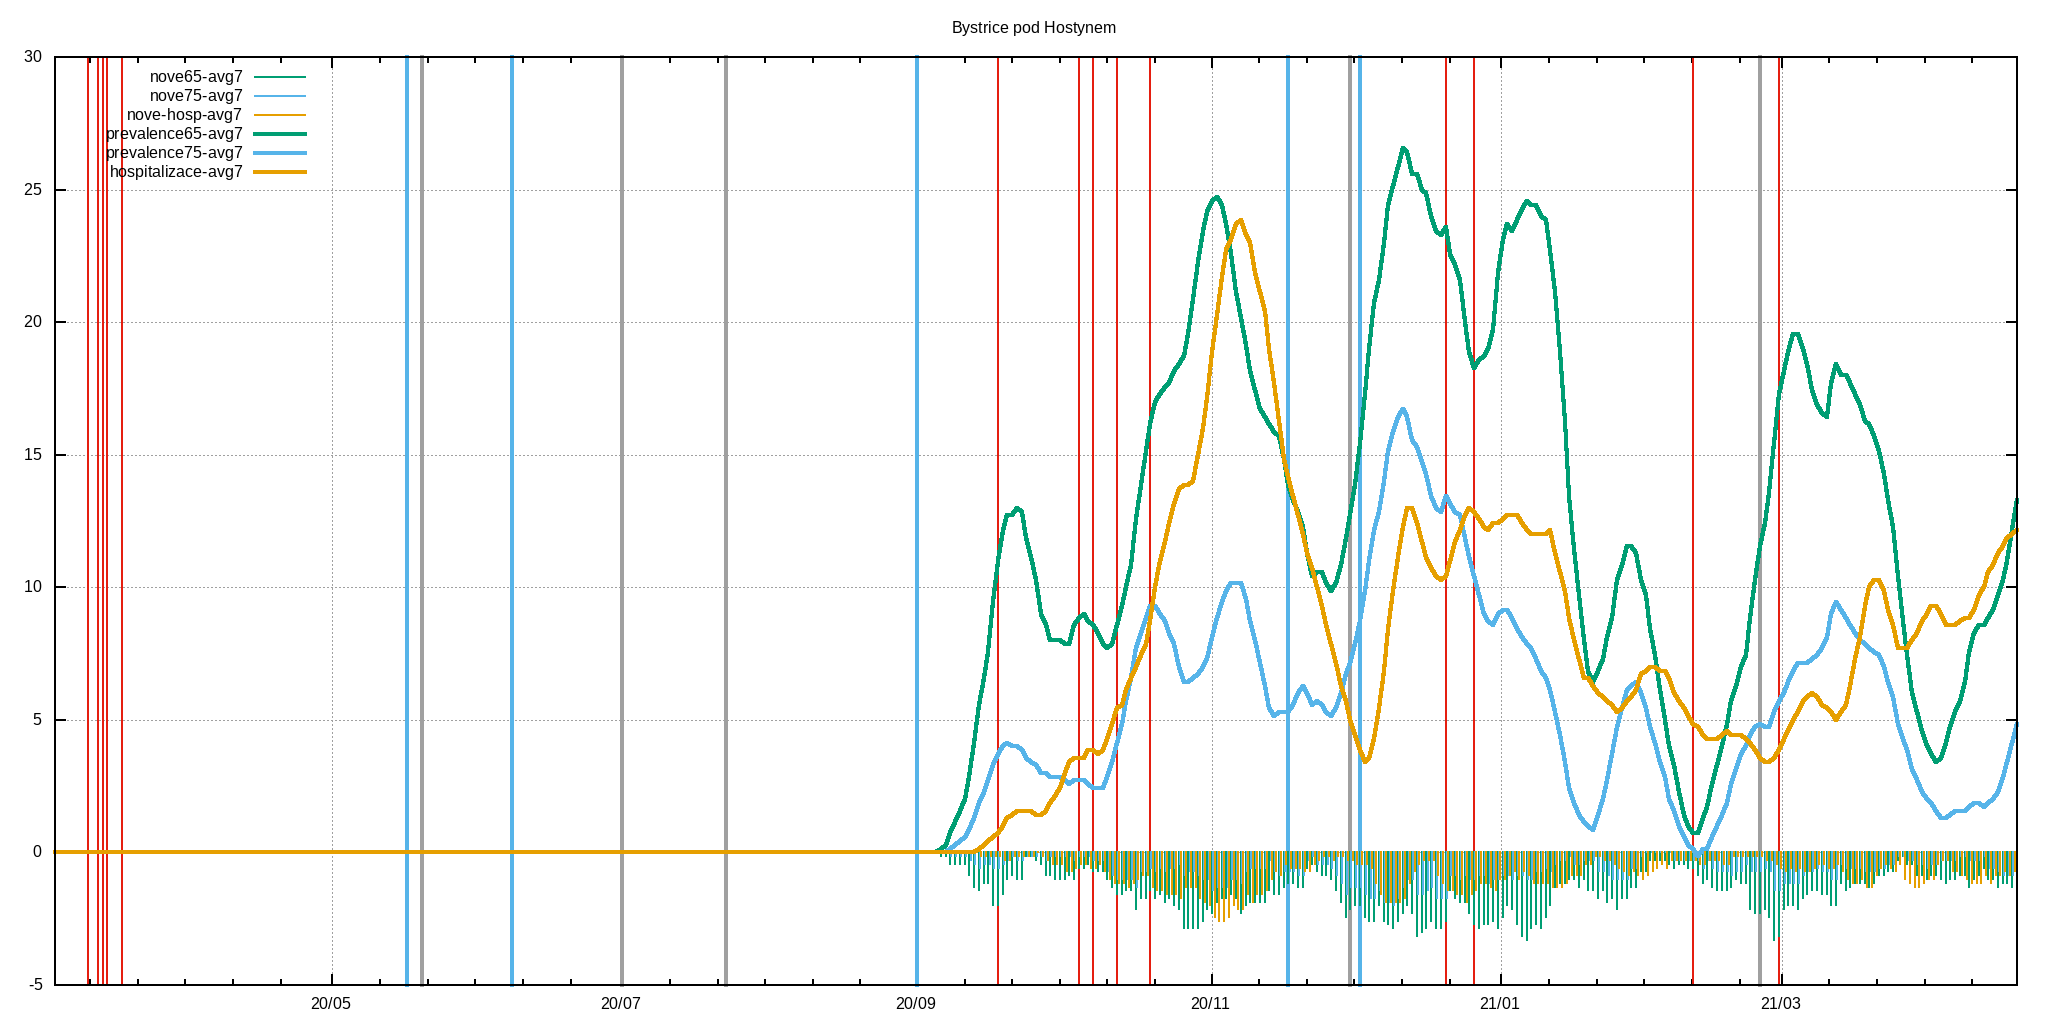 Bystrice pod Hostynem
30
25
20
15
10
5
0
-5
nove65-avg7
nove75-avg7
nove-hosp-avg7
prevalence65-avg7
prevalence75-avg7
hospitalizace-avg7
20/05 20/07 20/09 20/11 21/01 21/03